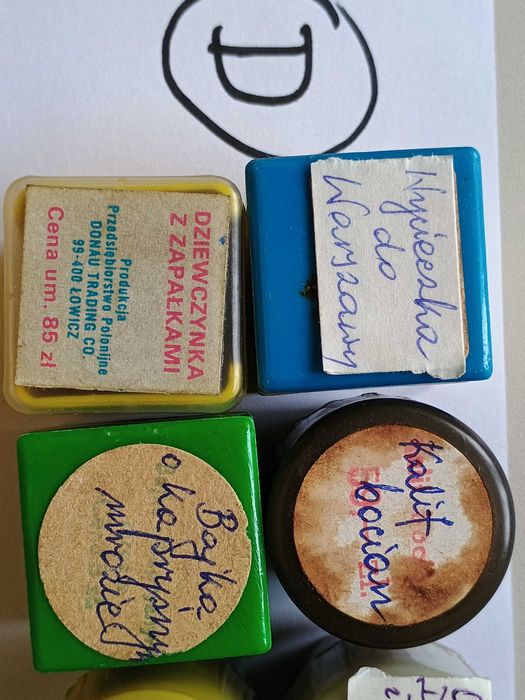 D
DZIEWCZYNKA
Z ZAPAŁKAMI
Produkcja
Przedsiębiorstwo Polonijne
DONAU TRADING CO.
99-400 ŁOWICZ
Cena um. 85 zł
Wycieczka
do
Warszawy
Bajka
o
Kalif
bocian